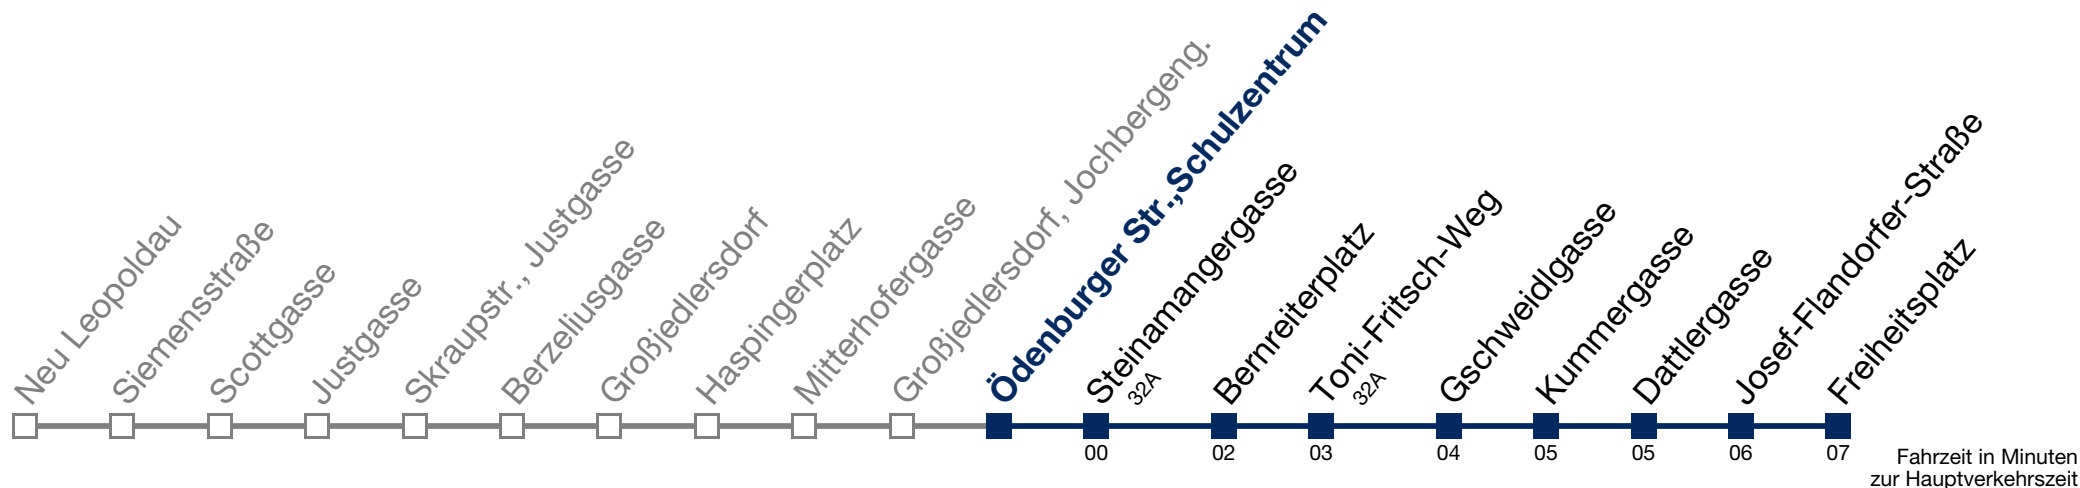 Neu Leopoldau
Siemensstraße
Scottgasse
Justgasse
Skraupstr., Justgasse
Berzeliusgasse
Großjedlersdorf
Haspingerplatz
Mitterhofergasse
Großjedlersdorf, Jochbergeng.
Ödenburger Str.,Schulzentrum
Steinamangergasse
32A
Bernreiterplatz
Toni-Fritsch-Weg
32A
Gschweidlgasse
Kummergasse
Dattlergasse
Josef-Flandorfer-Straße
Freiheitsplatz
00 02 03 04 05 05 06 07
Fahrzeit in Minuten
zur Hauptverkehrszeit